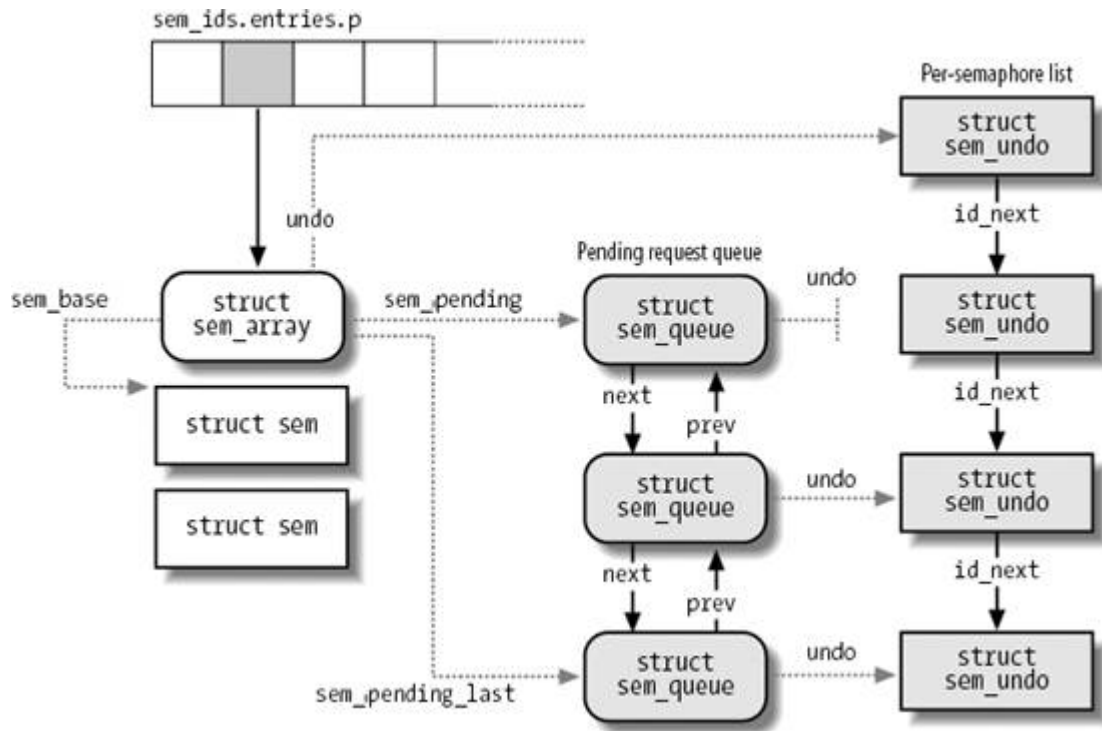 sem_ids.entries.p
Per-semaphore list
struct
sem_undo
undo
id_next
Pending request queue
sem_base
struct
sem_array
sem_pending
struct
sem_queue
undo
struct
sem_undo
next
prev
id_next
struct sem
struct
sem_queue
undo
struct
sem_undo
struct sem
next
prev
id_next
sem_pending_last
struct
sem_queue
undo
struct
sem_undo